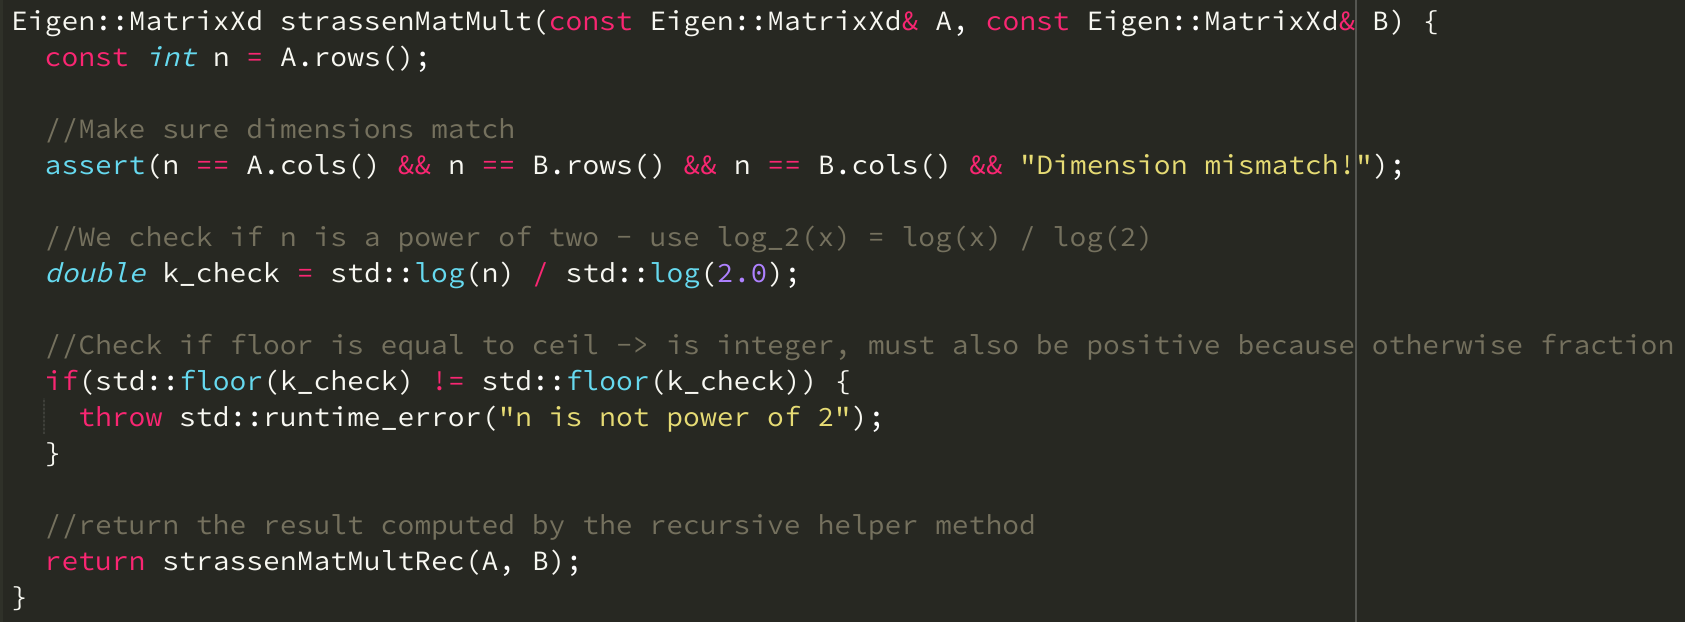 Eigen::MatrixXd strassenMatMult(const Eigen::MatrixXd& A, const Eigen::MatrixXd& B) {
const int n = A.rows();
//Make sure dimensions match
assert(n == A.cols() && n == B.rows() && n == B.cols() && "Dimension mismatch!");
//We check if n is a power of two - use log_2(x) = log(x) / log(2)
double k_check = std::log(n) / std::log(2.0);
//Check if floor is equal to ceil -> is integer, must also be positive because otherwise fraction
if(std::floor(k_check) != std::floor(k_check)) {
throw std::runtime_error("n is not power of 2");
}
//return the result computed by the recursive helper method
return strassenMatMultRec(A, B);
}